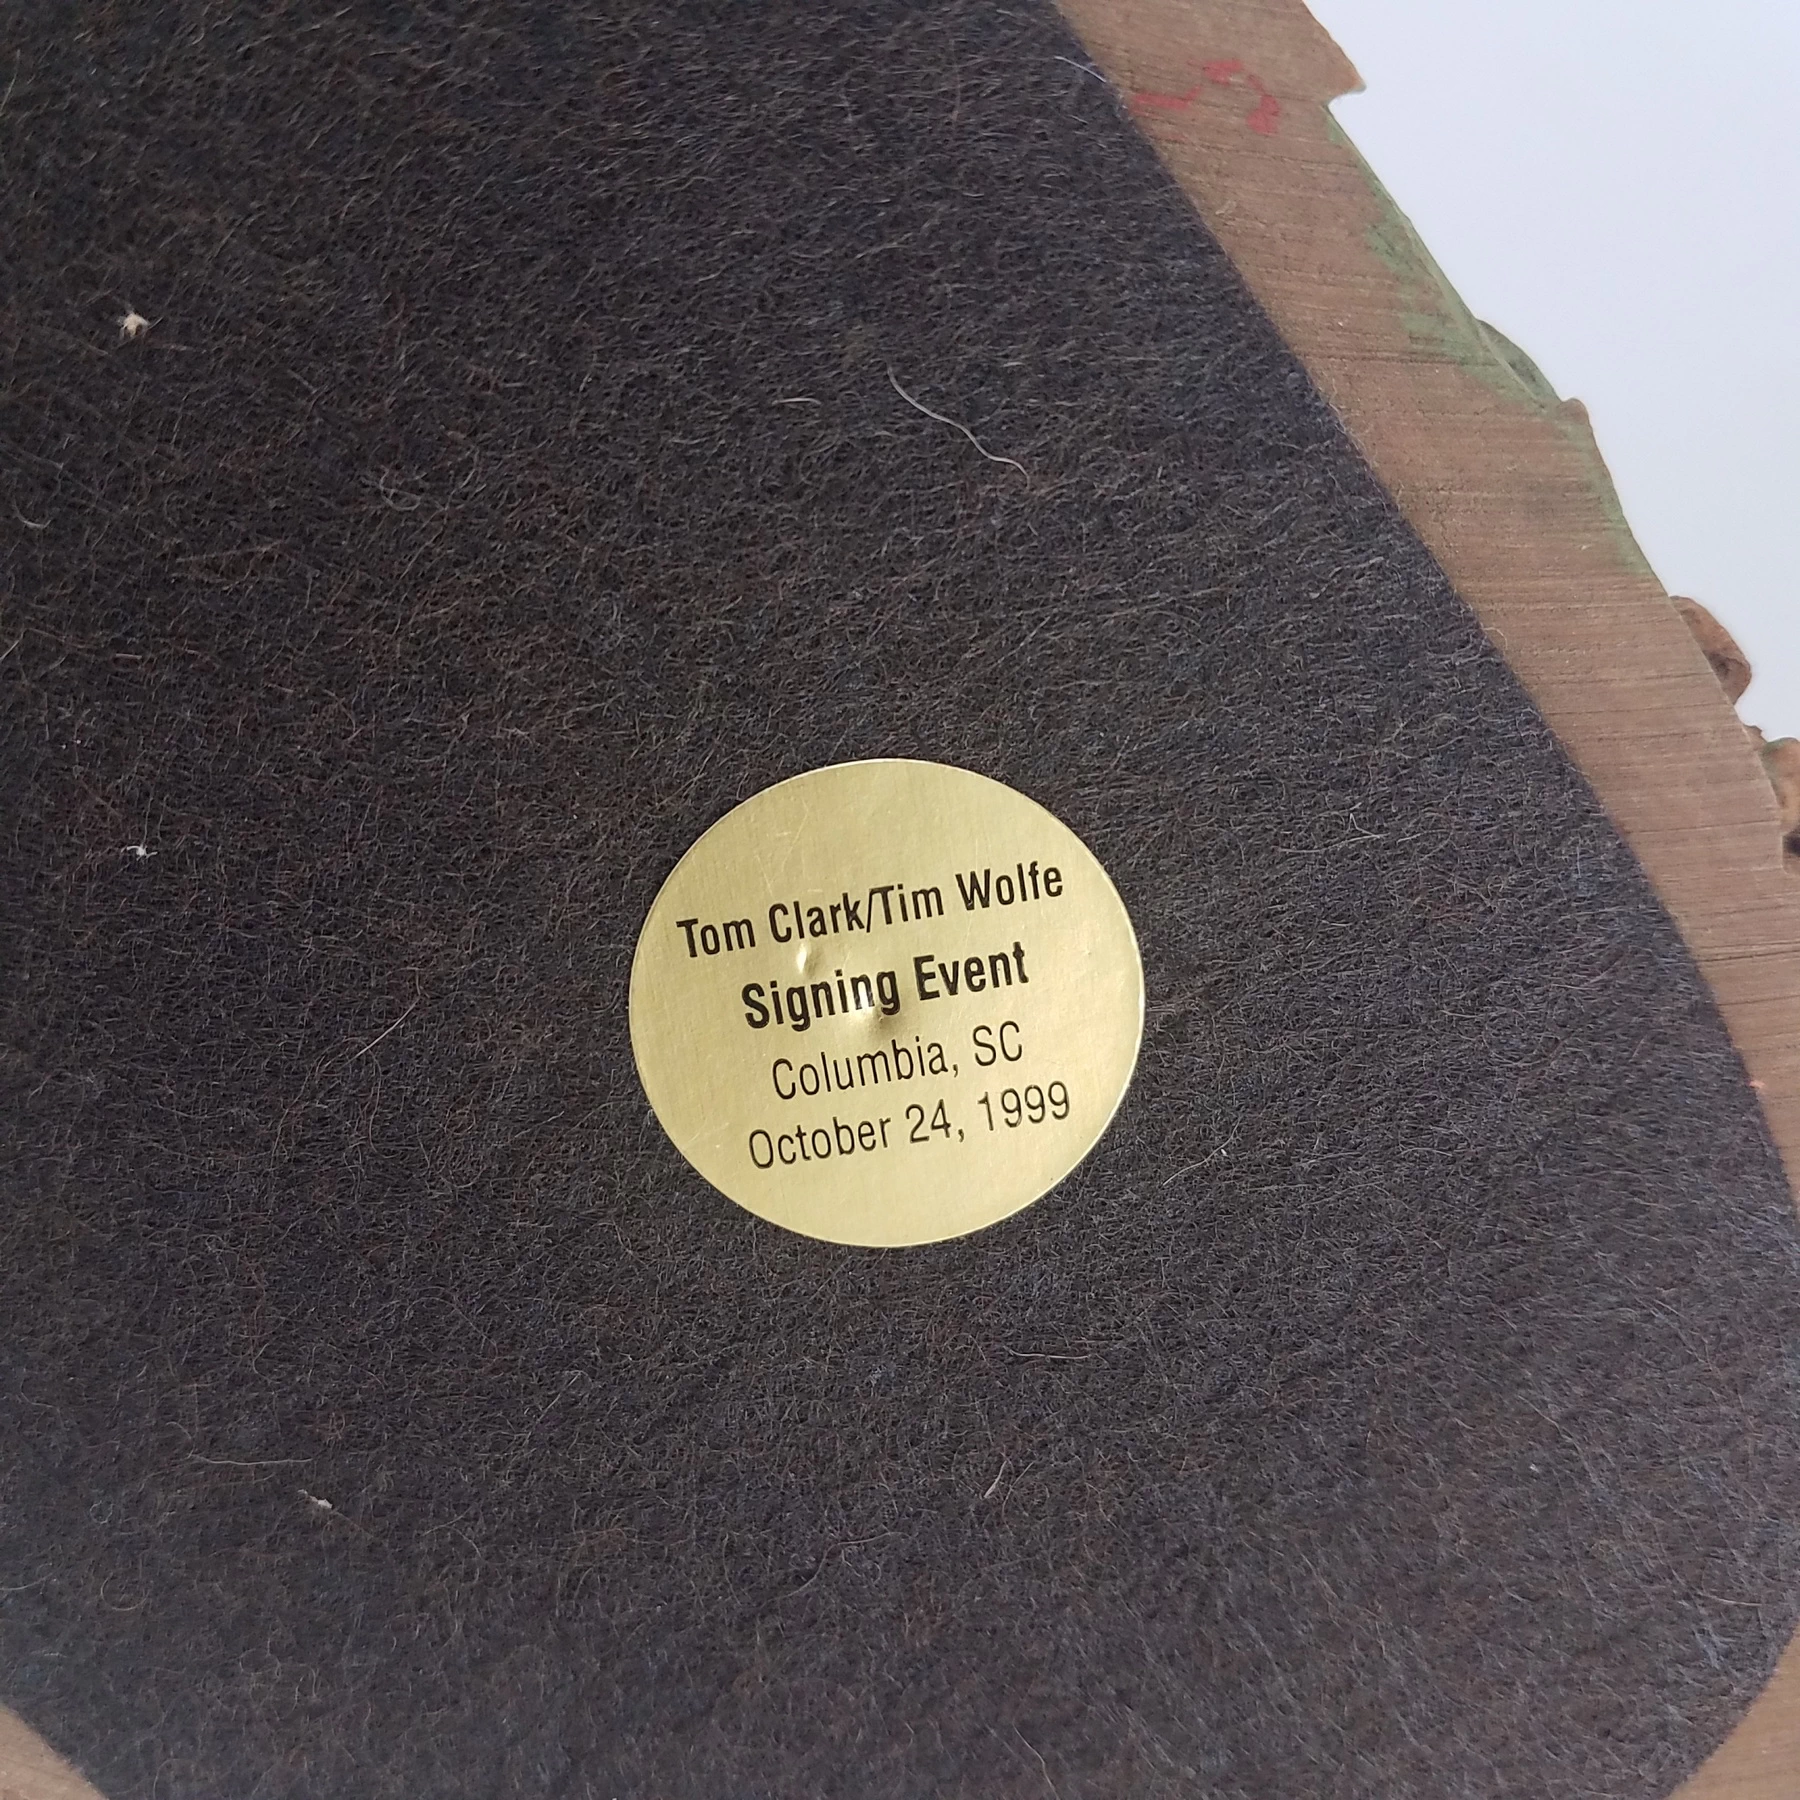 Tom Clark/Tim Wolfe
Signing Event
Columbia, SC
October 24, 1999